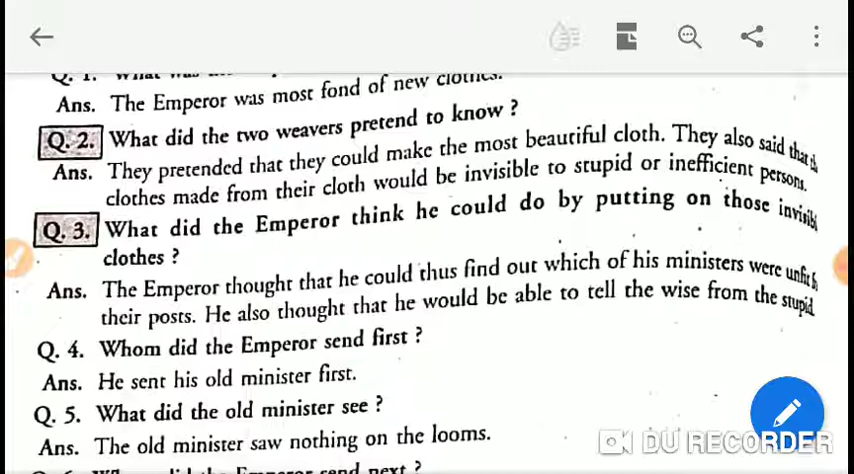 Ans. The Emperor was most fond of new clothes.
Q. 2. What did the two weavers pretend to know ?
Ans. They pretended that they could make the most beautiful cloth. They also said that
clothes made from their cloth would be invisible to stupid or inefficient persons.
Q. 3. What did the Emperor think he could do by putting on those
clothes ?
Ans. The Emperor thought that he could thus find out which of his ministers were unfit
their posts. He also thought that he would be able to tell the wise from the stupid
Q. 4. Whom did the Emperor send first ?
Ans. He sent his old minister first.
Q. 5. What did the old minister see ?
Ans. The old minister saw nothing on the looms.
DU RECORDER